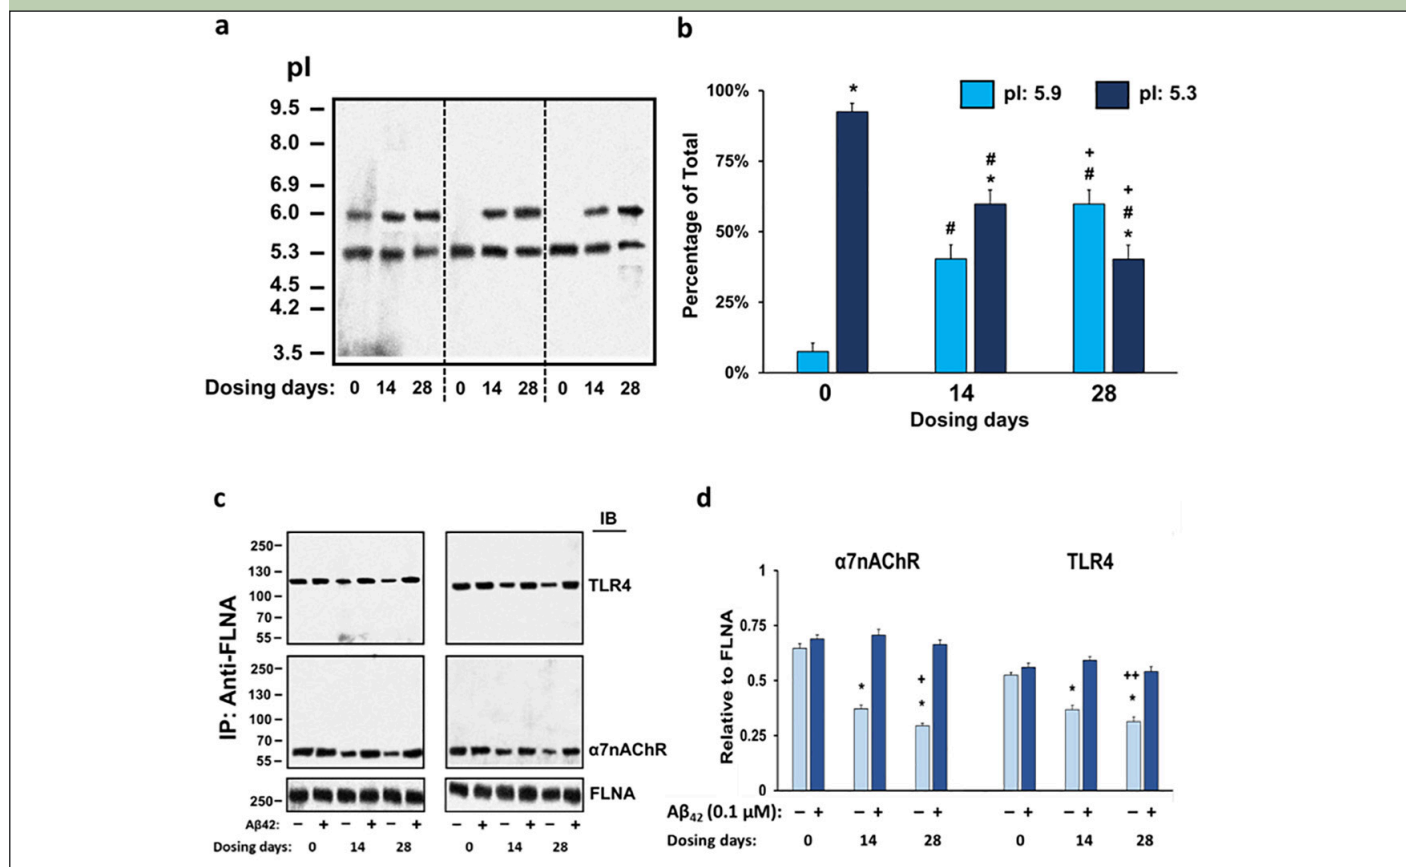 a
pI
9.5
8.0
6.9
6.0
5.3
4.5
4.2
3.5
Dosing days: 0 14 28 0 14 28 0 14 28
b
pI: 5.9 pI: 5.3
Percentage of Total
100%
75%
50%
25%
0%
*
#
#
*
+
#
+
#
*
0 14 28
Dosing days
c
IB
IP: Anti-FLNA
250
130
100
70
55
TLR4
250
130
100
70
55
α7nAChR
250
FLNA
Aβ42: – + – + – + – + – + – +
Dosing days: 0 14 28 0 14 28
d
α7nAChR TLR4
Relative to FLNA
1
0.75
0.5
0.25
0
*
+
*
*
++
*
Aβ42 (0.1 μM): – + – + – + – + – + – +
Dosing days: 0 14 28 0 14 28